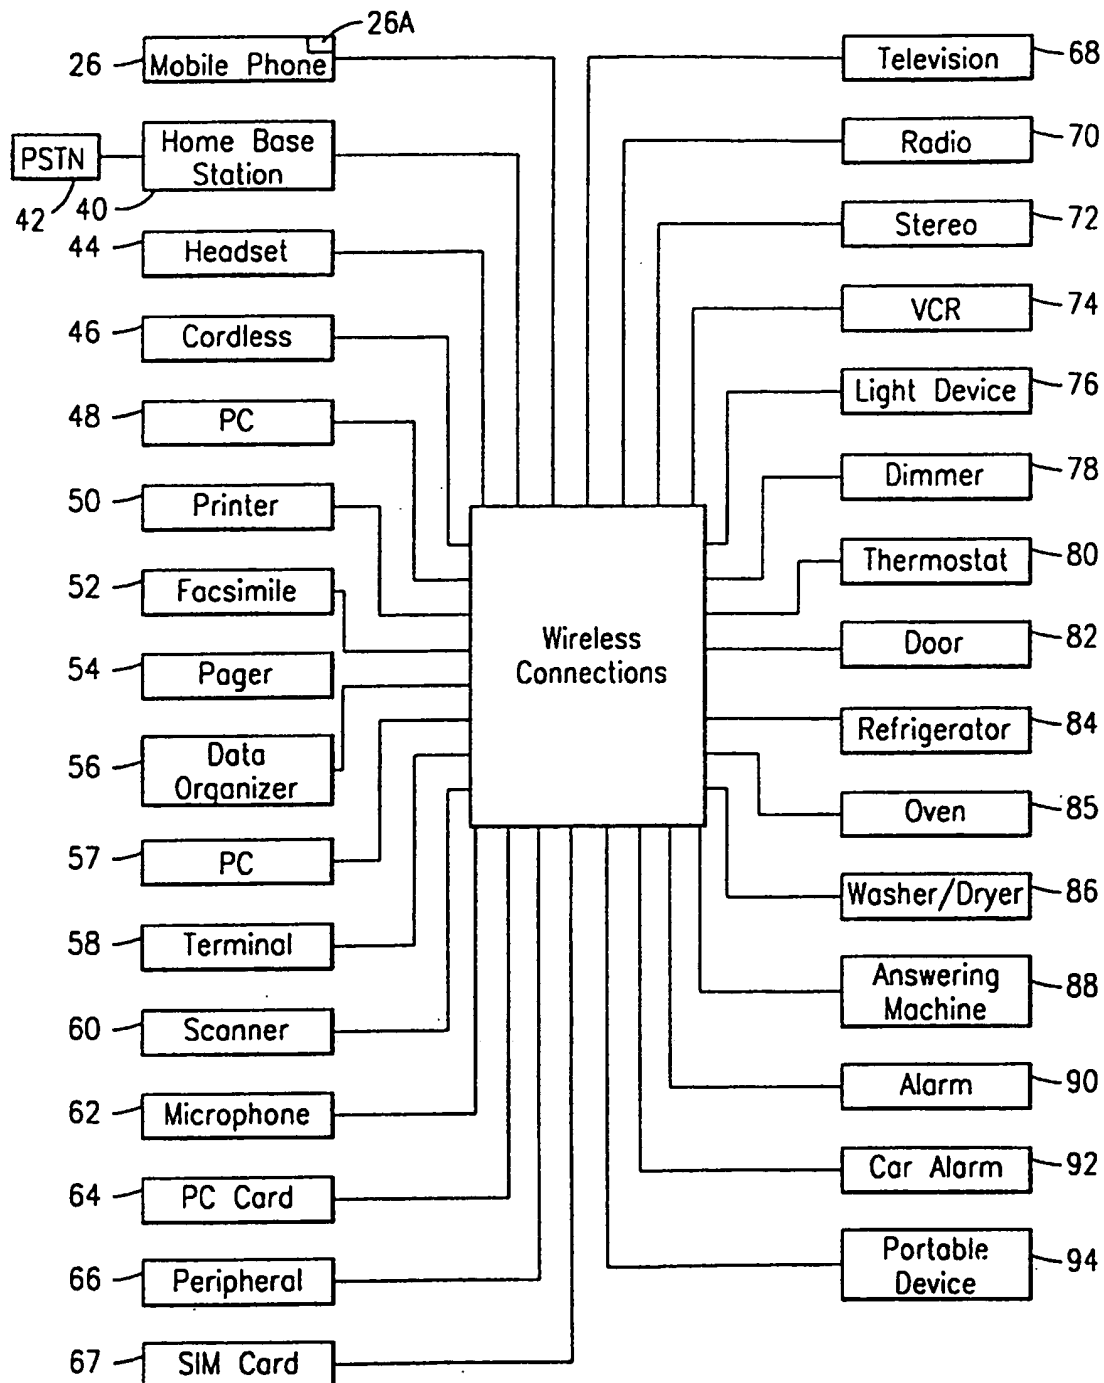 26A
26
Mobile Phone
PSTN
42
Home Base
Station
40
44
Headset
46
Cordless
48
PC
50
Printer
52
Facsimile
54
Pager
56
Data
Organizer
57
PC
58
Terminal
60
Scanner
62
Microphone
64
PC Card
66
Peripheral
67
SIM Card
Wireless
Connections
Television
68
Radio
70
Stereo
72
VCR
74
Light Device
76
Dimmer
78
Thermostat
80
Door
82
Refrigerator
84
Oven
85
Washer/Dryer
86
Answering
Machine
88
Alarm
90
Car Alarm
92
Portable
Device
94